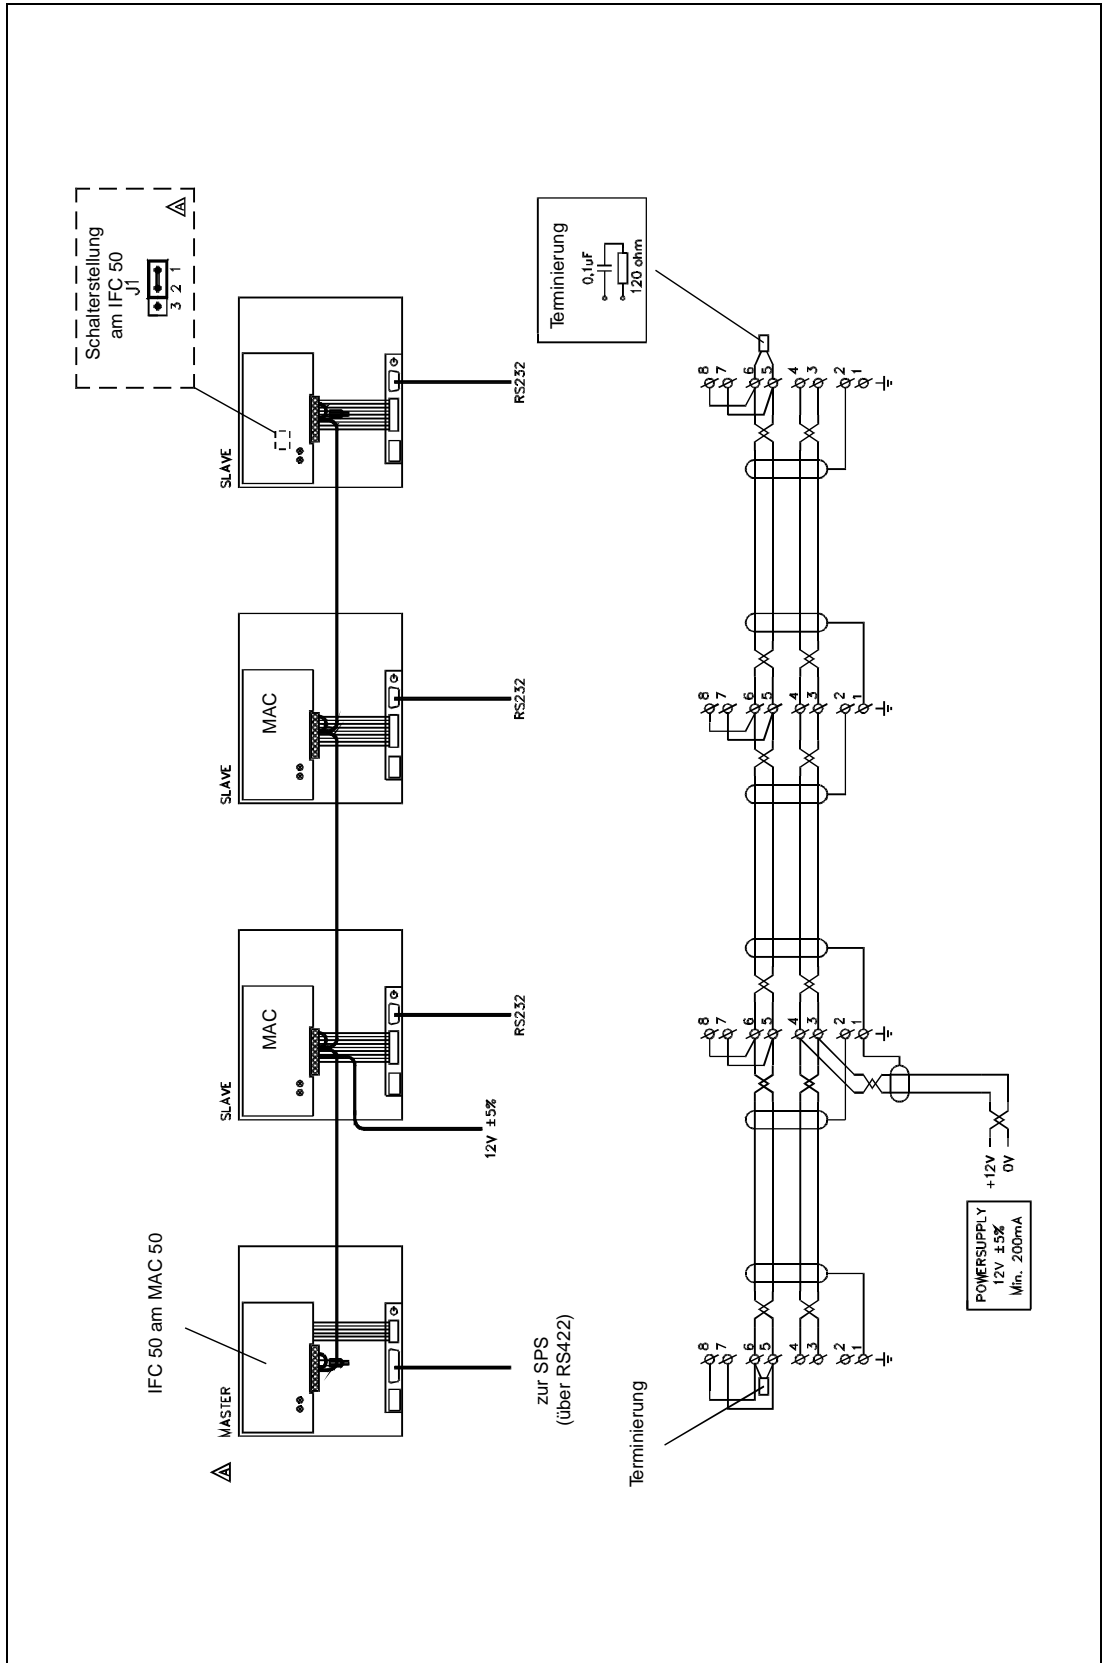 Schalterstellung
am IFC 50
J1
3 2 1
A
SLAVE
RS232
SLAVE
MAC
RS232
SLAVE
MAC
RS232
12V ±5%
IFC 50 am MAC 50
MASTER
A
zur SPS
(über RS422)
Terminierung
0,1uF
120 ohm
8
7
6
5
4
3
2
1
8
7
6
5
4
3
2
1
8
7
6
5
4
3
2
1
8
7
6
5
4
3
2
1
Terminierung
+12V
0V
POWERSUPPLY
12V ±5%
Min. 200mA